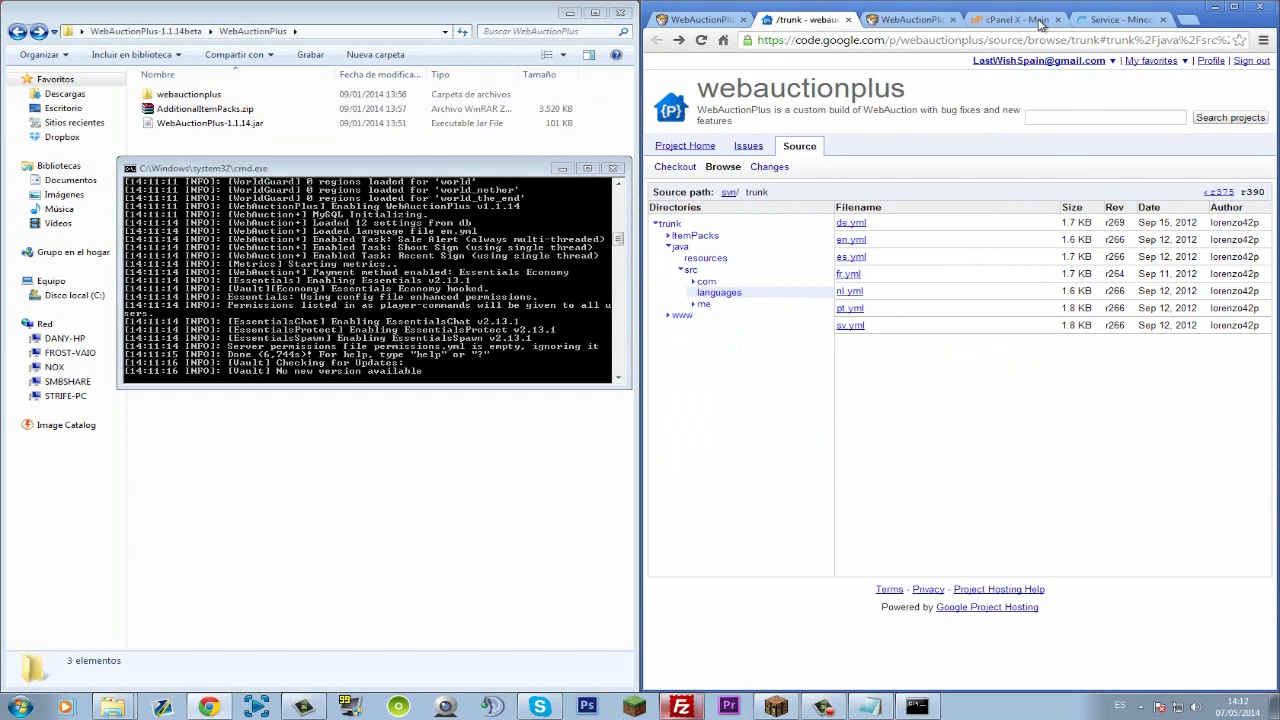 WebAuctionPlus-1.1.14beta
WebAuctionPlus
Buscar WebAuctionPlus
Organizar
Incluir en biblioteca
Compartir con
Grabar
Nueva carpeta
Favoritos
Descargas
Escritorio
Sitios recientes
Dropbox
Bibliotecas
Documentos
Imágenes
Música
Vídeos
Grupo en el hogar
Equipo
Disco local (C:)
Red
DANY-HP
FROST-VAIO
NOX
SMBSHARE
STRIFE-PC
Image Catalog
Nombre
Fecha de modifica...
Tipo
Tamaño
webauctionplus 09/01/2014 13:56 Carpeta de archivos
AdditionalItemPacks.zip 09/01/2014 13:57 Archivo WinRAR Z... 3.520 KB
WebAuctionPlus-1.1.14.jar 09/01/2014 13:51 Executable Jar File 101 KB
C:\Windows\system32\cmd.exe
[14:11:11 INFO]: [WorldGuard] 0 regions loaded for 'world'
[14:11:11 INFO]: [WorldGuard] 0 regions loaded for 'world_nether'
[14:11:11 INFO]: [WorldGuard] 0 regions loaded for 'world_the_end'
[14:11:11 INFO]: [WebAuctionPlus] Enabling WebAuctionPlus v1.1.14
[14:11:11 INFO]: [WebAuction+] MySQL Initializing.
[14:11:14 INFO]: [WebAuction+] Loaded 12 settings from db
[14:11:14 INFO]: [WebAuction+] Loaded language file en.yml
[14:11:14 INFO]: [WebAuction+] Enabled Task: Sale Alert (always multi-threaded)
[14:11:14 INFO]: [WebAuction+] Enabled Task: Shout Sign (using single thread)
[14:11:14 INFO]: [WebAuction+] Enabled Task: Recent Sign (using single thread)
[14:11:14 INFO]: [Metrics] Starting metrics..
[14:11:14 INFO]: [WebAuction+] Payment method enabled: Essentials Economy
[14:11:14 INFO]: [Essentials] Enabling Essentials v2.13.1
[14:11:14 INFO]: [Vault][Economy] Essentials Economy hooked.
[14:11:14 INFO]: Essentials: Using config file enhanced permissions.
[14:11:14 INFO]: Permissions listed in as player-commands will be given to all u
sers.
[14:11:14 INFO]: [EssentialsChat] Enabling EssentialsChat v2.13.1
[14:11:14 INFO]: [EssentialsProtect] Enabling EssentialsProtect v2.13.1
[14:11:14 INFO]: [EssentialsSpawn] Enabling EssentialsSpawn v2.13.1
[14:11:14 INFO]: Server permissions file permissions.yml is empty, ignoring it
[14:11:15 INFO]: Done (6,744s)! For help, type "help" or "?"
[14:11:16 INFO]: [Vault] Checking for Updates:
[14:11:16 INFO]: [Vault] No new version available
3 elementos
WebAuctionPlus
/trunk - webauc
WebAuctionPlus
cPanel X - Main
Service - Minec
https://code.google.com/p/webauctionplus/source/browse/trunk#trunk%2Fjava%2Fsrc%2
LastWishSpain@gmail.com
My favorites
Profile
Sign out
webauctionplus
WebAuctionPlus is a custom build of WebAuction with bug fixes and new
features
Search projects
Project Home
Issues
Source
Checkout
Browse
Changes
Source path: svn/ trunk
<r375 r390
Directories
trunk
ItemPacks
java
resources
src
com
languages
me
www
Filename Size Rev Date Author
de.yml 1.7 KB r269 Sep 15, 2012 lorenzo42p
en.yml 1.6 KB r266 Sep 12, 2012 lorenzo42p
es.yml 1.7 KB r266 Sep 12, 2012 lorenzo42p
fr.yml 1.7 KB r264 Sep 11, 2012 lorenzo42p
nl.yml 1.6 KB r266 Sep 12, 2012 lorenzo42p
pt.yml 1.8 KB r266 Sep 12, 2012 lorenzo42p
sv.yml 1.8 KB r266 Sep 12, 2012 lorenzo42p
Terms - Privacy - Project Hosting Help
Powered by Google Project Hosting
99
Ps
Fz
Pr
ES
14:12
07/05/2014